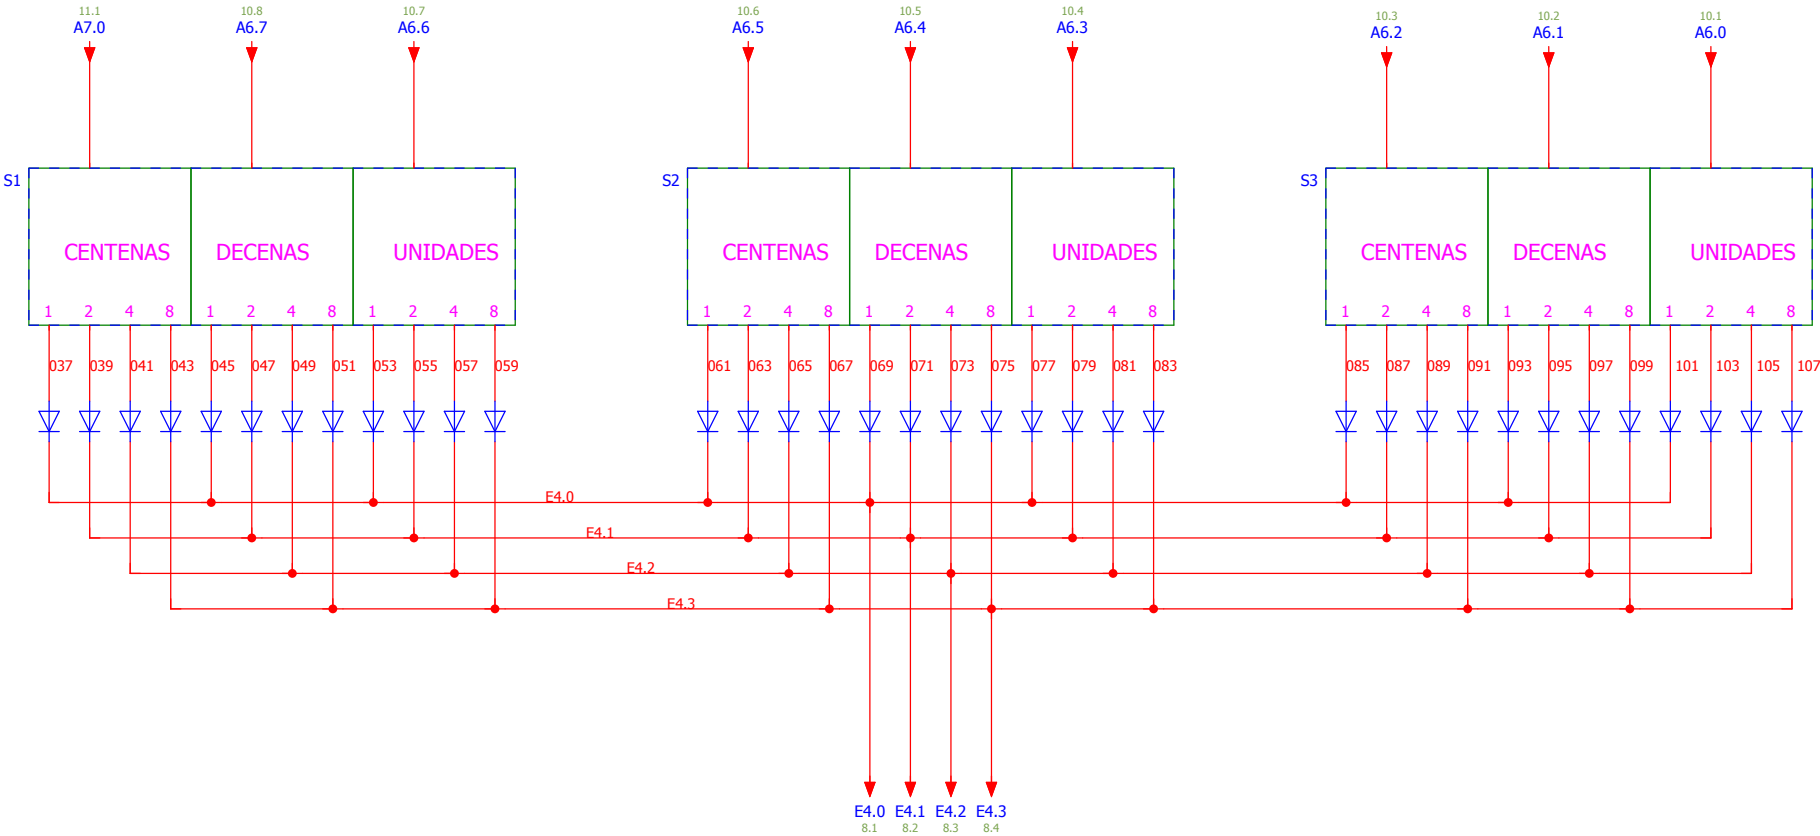 11.1 10.8 10.7 10.6 10.5 10.4 10.3 10.2 10.1
A7.0 A6.7 A6.6 A6.5 A6.4 A6.3 A6.2 A6.1 A6.0
S1 S2 S3
CENTENAS DECENAS UNIDADES CENTENAS DECENAS UNIDADES CENTENAS DECENAS UNIDADES
1 2 4 8 1 2 4 8 1 2 4 8 1 2 4 8 1 2 4 8 1 2 4 8 1 2 4 8 1 2 4 8 1 2 4 8
037 039 041 043 045 047 049 051 053 055 057 059 061 063 065 067 069 071 073 075 077 079 081 083 085 087 089 091 093 095 097 099 101 103 105 107
E4.0
E4.1
E4.2
E4.3
E4.0 E4.1 E4.2 E4.3
8.1 8.2 8.3 8.4